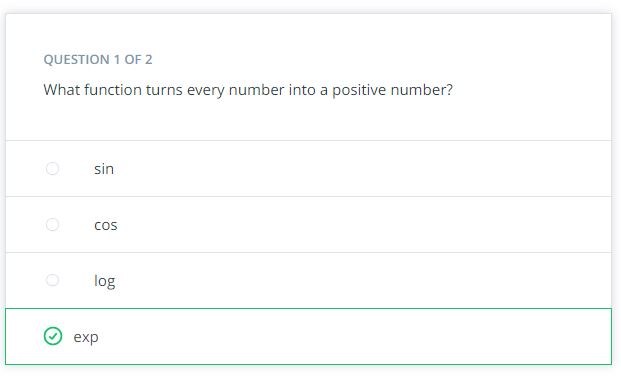 QUESTION 1 OF 2
What function turns every number into a positive number?
sin
cos
log
exp